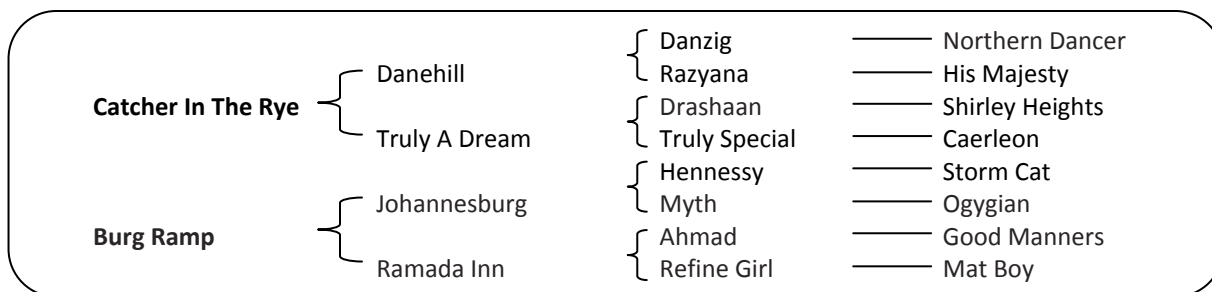 Danzig Northern Dancer
Danehill
Razyana His Majesty
Catcher In The Rye
Drashaan Shirley Heights
Truly A Dream
Truly Special Caerleon
Hennessy Storm Cat
Johannesburg
Myth Ogygian
Burg Ramp
Ahmad Good Manners
Ramada Inn
Refine Girl Mat Boy